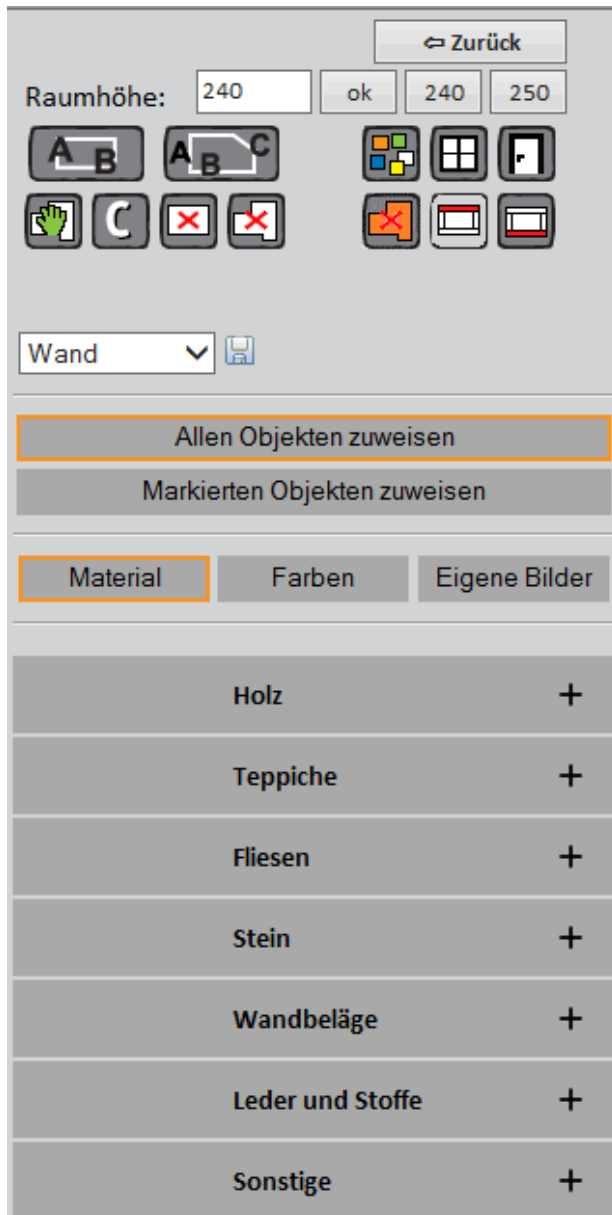 ⇦ Zurück
Raumhöhe: 240 ok 240 250
A B A B C
C
Wand
Allen Objekten zuweisen
Markierten Objekten zuweisen
Material Farben Eigene Bilder
Holz +
Teppiche +
Fliesen +
Stein +
Wandbeläge +
Leder und Stoffe +
Sonstige +